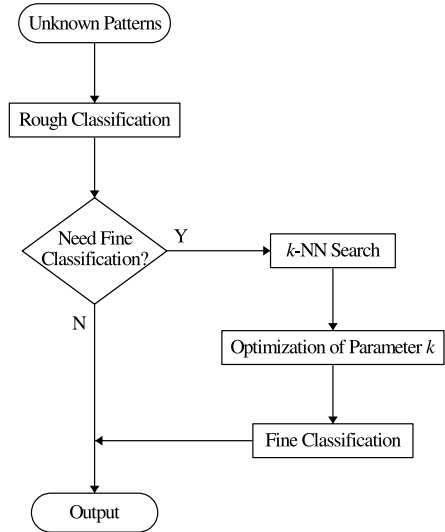 Unknown Patterns
Rough Classification
Need Fine
Classification?
Y
k-NN Search
N
Optimization of Parameter k
Fine Classification
Output